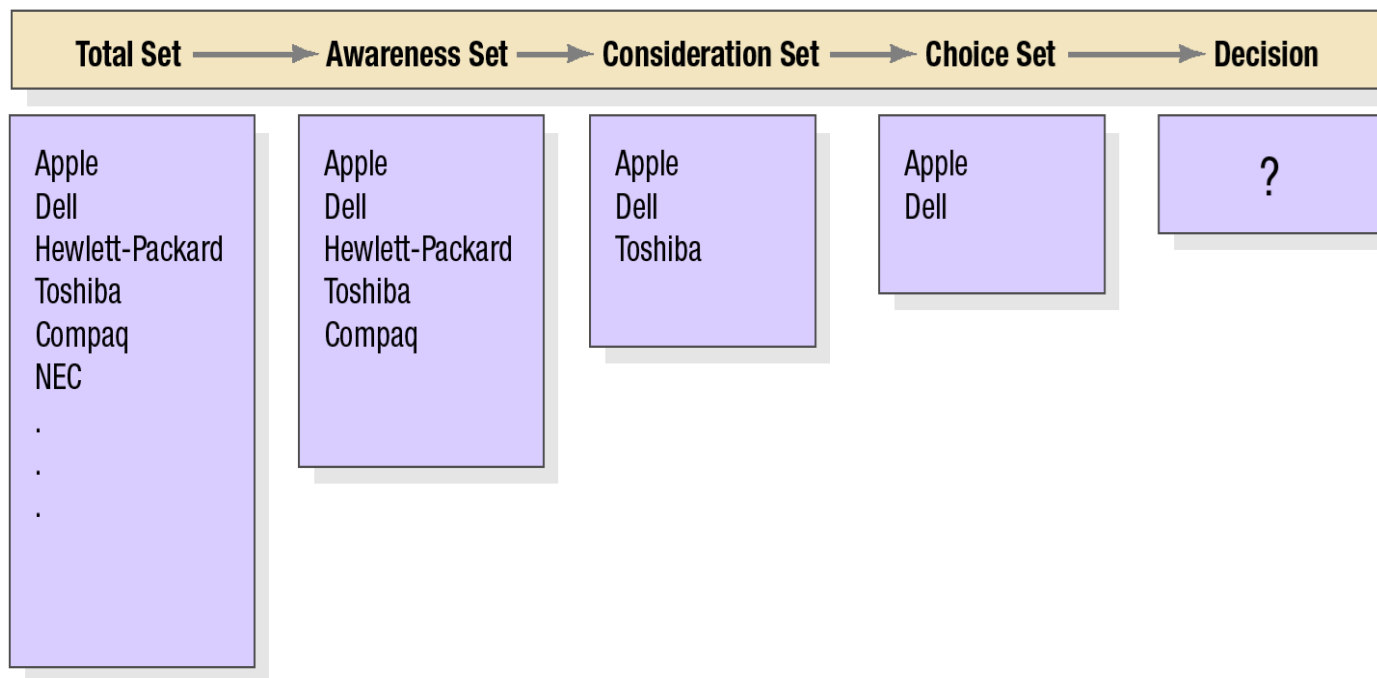 Total Set Awareness Set Consideration Set Choice Set Decision
Apple
Dell
Hewlett-Packard
Toshiba
Compaq
NEC
.
.
.
Apple
Dell
Hewlett-Packard
Toshiba
Compaq
Apple
Dell
Toshiba
Apple
Dell
?